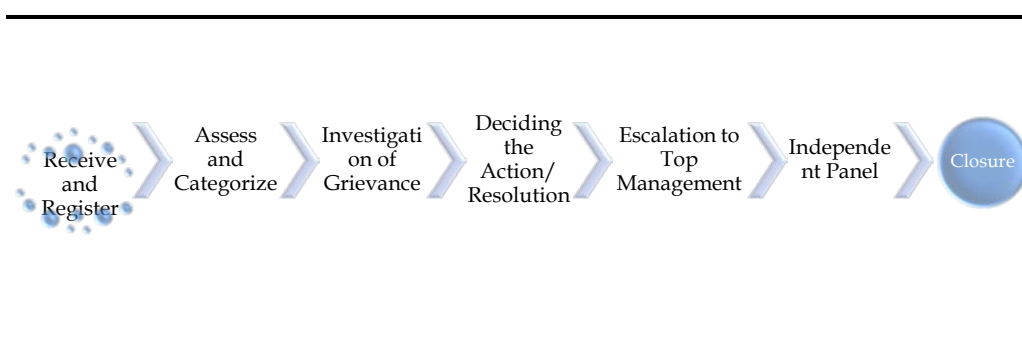 Receive
and
Register
Assess
and
Categorize
Investigati
on of
Grievance
Deciding
the
Action/
Resolution
Escalation to
Top
Management
Independe
nt Panel
Closure